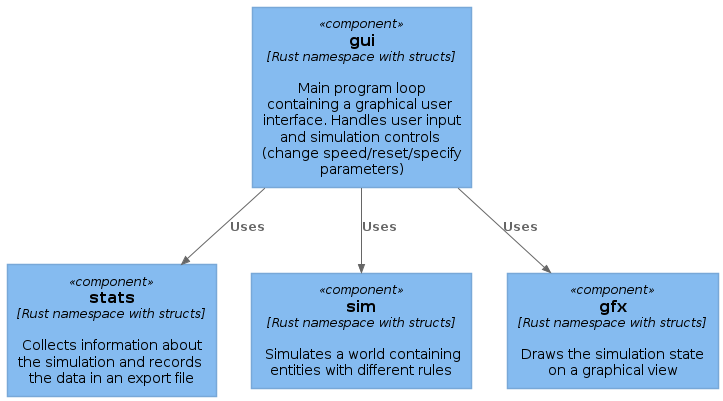 «component»
gui
[Rust namespace with structs]
Main program loop
containing a graphical user
interface. Handles user input
and simulation controls
(change speed/reset/specify
parameters)
Uses
Uses
Uses
«component»
stats
[Rust namespace with structs]
Collects information about
the simulation and records
the data in an export file
«component»
sim
[Rust namespace with structs]
Simulates a world containing
entities with different rules
«component»
gfx
[Rust namespace with structs]
Draws the simulation state
on a graphical view